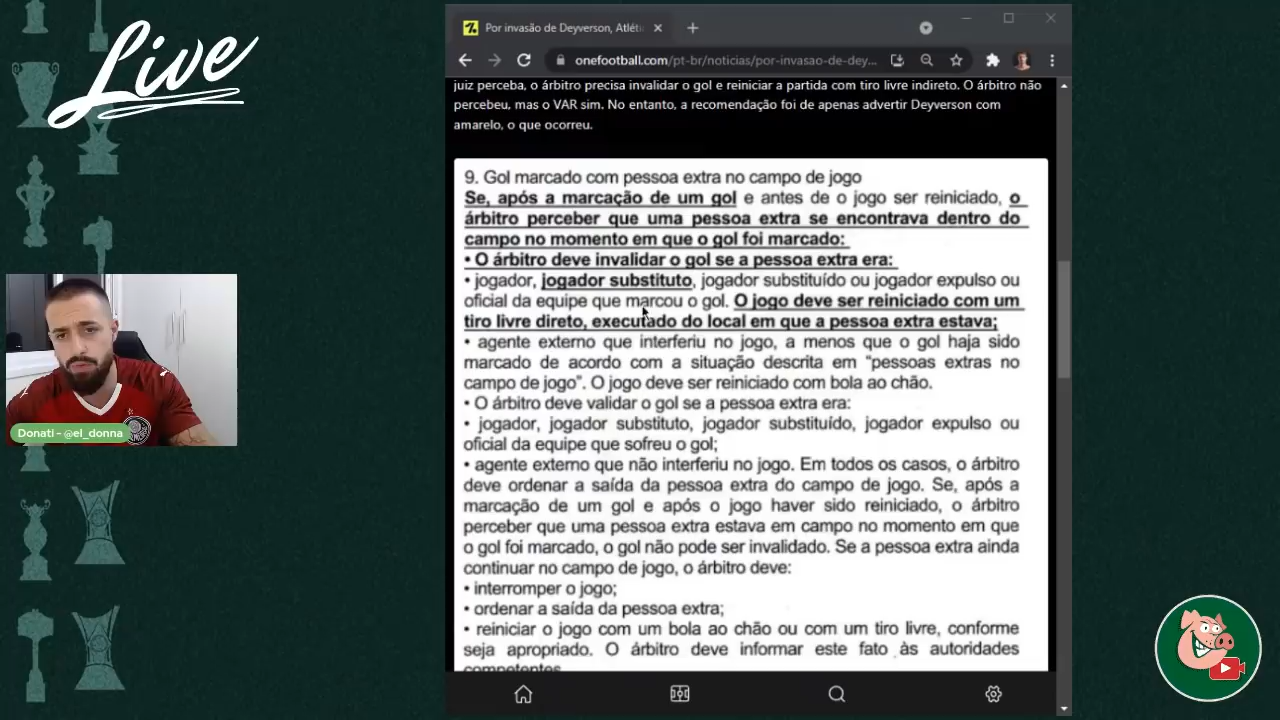 Live
Por invasão de Deyverson, Atléti
onefootball.com/pt-br/noticias/por-invasao-de-dey...
juiz perceba, o árbitro precisa invalidar o gol e reiniciar a partida com tiro livre indireto. O árbitro não
percebeu, mas o VAR sim. No entanto, a recomendação foi de apenas advertir Deyverson com
amarelo, o que ocorreu.
9. Gol marcado com pessoa extra no campo de jogo
Se, após a marcação de um gol e antes de o jogo ser reiniciado, o
árbitro perceber que uma pessoa extra se encontrava dentro do
campo no momento em que o gol foi marcado:
• O árbitro deve invalidar o gol se a pessoa extra era:
• jogador, jogador substituto, jogador substituído ou jogador expulso ou
oficial da equipe que marcou o gol. O jogo deve ser reiniciado com um
tiro livre direto, executado do local em que a pessoa extra estava;
• agente externo que interferiu no jogo, a menos que o gol haja sido
marcado de acordo com a situação descrita em “pessoas extras no
campo de jogo”. O jogo deve ser reiniciado com bola ao chão.
• O árbitro deve validar o gol se a pessoa extra era:
• jogador, jogador substituto, jogador substituído, jogador expulso ou
oficial da equipe que sofreu o gol;
• agente externo que não interferiu no jogo. Em todos os casos, o árbitro
deve ordenar a saída da pessoa extra do campo de jogo. Se, após a
marcação de um gol e após o jogo haver sido reiniciado, o árbitro
perceber que uma pessoa extra estava em campo no momento em que
o gol foi marcado, o gol não pode ser invalidado. Se a pessoa extra ainda
continuar no campo de jogo, o árbitro deve:
• interromper o jogo;
• ordenar a saída da pessoa extra;
• reiniciar o jogo com um bola ao chão ou com um tiro livre, conforme
seja apropriado. O árbitro deve informar este fato às autoridades
competentes.
Donati - @el_donna